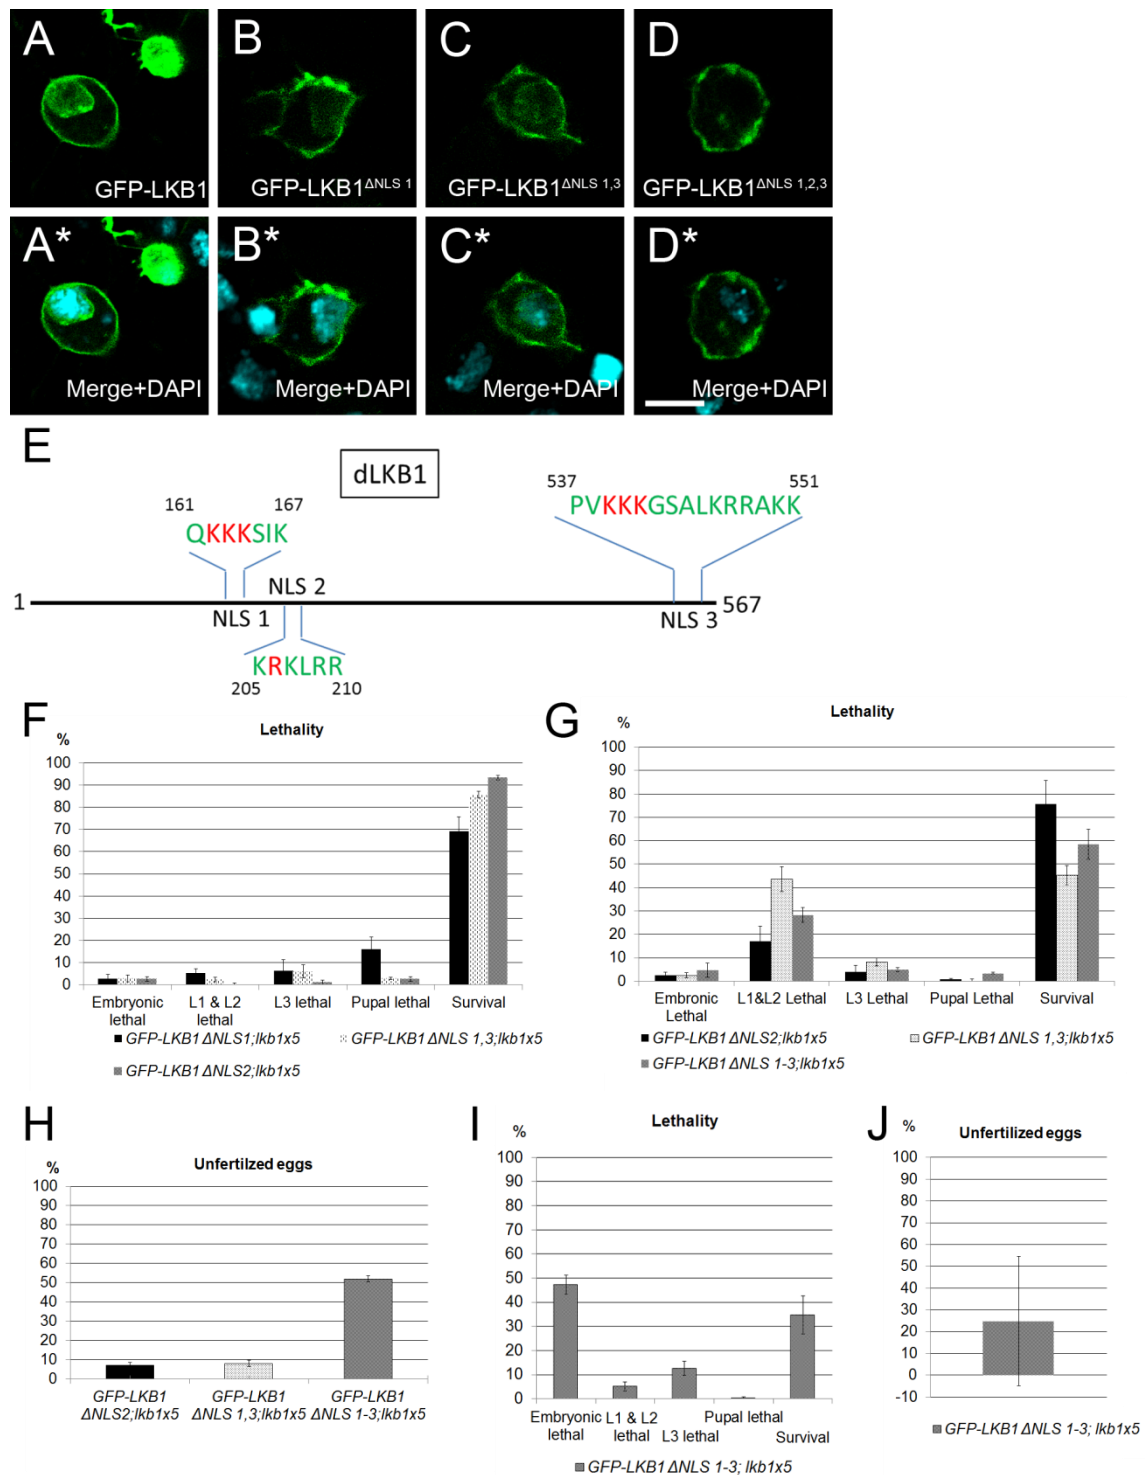 A
B
C
D
GFP-LKB1
GFP-LKB1ΔNLS 1
GFP-LKB1ΔNLS 1,3
GFP-LKB1ΔNLS 1,2,3
A*
B*
C*
D*
Merge+DAPI
Merge+DAPI
Merge+DAPI
Merge+DAPI
E
dLKB1
161
167
537
551
QKKKSIK
PVKKKGSALKRRAKK
NLS 2
1
567
NLS 1
NLS 3
KRKLRR
205
210
F
Lethality
%
100
90
80
70
60
50
40
30
20
10
0
Embryonic lethal
L1 & L2 lethal
L3 lethal
Pupal lethal
Survival
GFP-LKB1 ΔNLS1;lkb1x5
GFP-LKB1 ΔNLS 1,3;lkb1x5
GFP-LKB1 ΔNLS2;lkb1x5
G
Lethality
%
100
90
80
70
60
50
40
30
20
10
0
Embronic Lethal
L1&L2 Lethal
L3 Lethal
Pupal Lethal
Survival
GFP-LKB1 ΔNLS2;lkb1x5
GFP-LKB1 ΔNLS 1,3;lkb1x5
GFP-LKB1 ΔNLS 1-3;lkb1x5
H
Unfertilzed eggs
%
100
90
80
70
60
50
40
30
20
10
0
GFP-LKB1 ΔNLS2;lkb1x5
GFP-LKB1 ΔNLS 1,3;lkb1x5
GFP-LKB1 ΔNLS 1-3;lkb1x5
I
Lethality
%
100
90
80
70
60
50
40
30
20
10
0
Embryonic lethal
L1 & L2 lethal
L3 lethal
Pupal lethal
Survival
GFP-LKB1 ΔNLS 1-3; lkb1x5
J
Unfertilized eggs
%
100
90
80
70
60
50
40
30
20
10
0
-10
GFP-LKB1 ΔNLS 1-3; lkb1x5